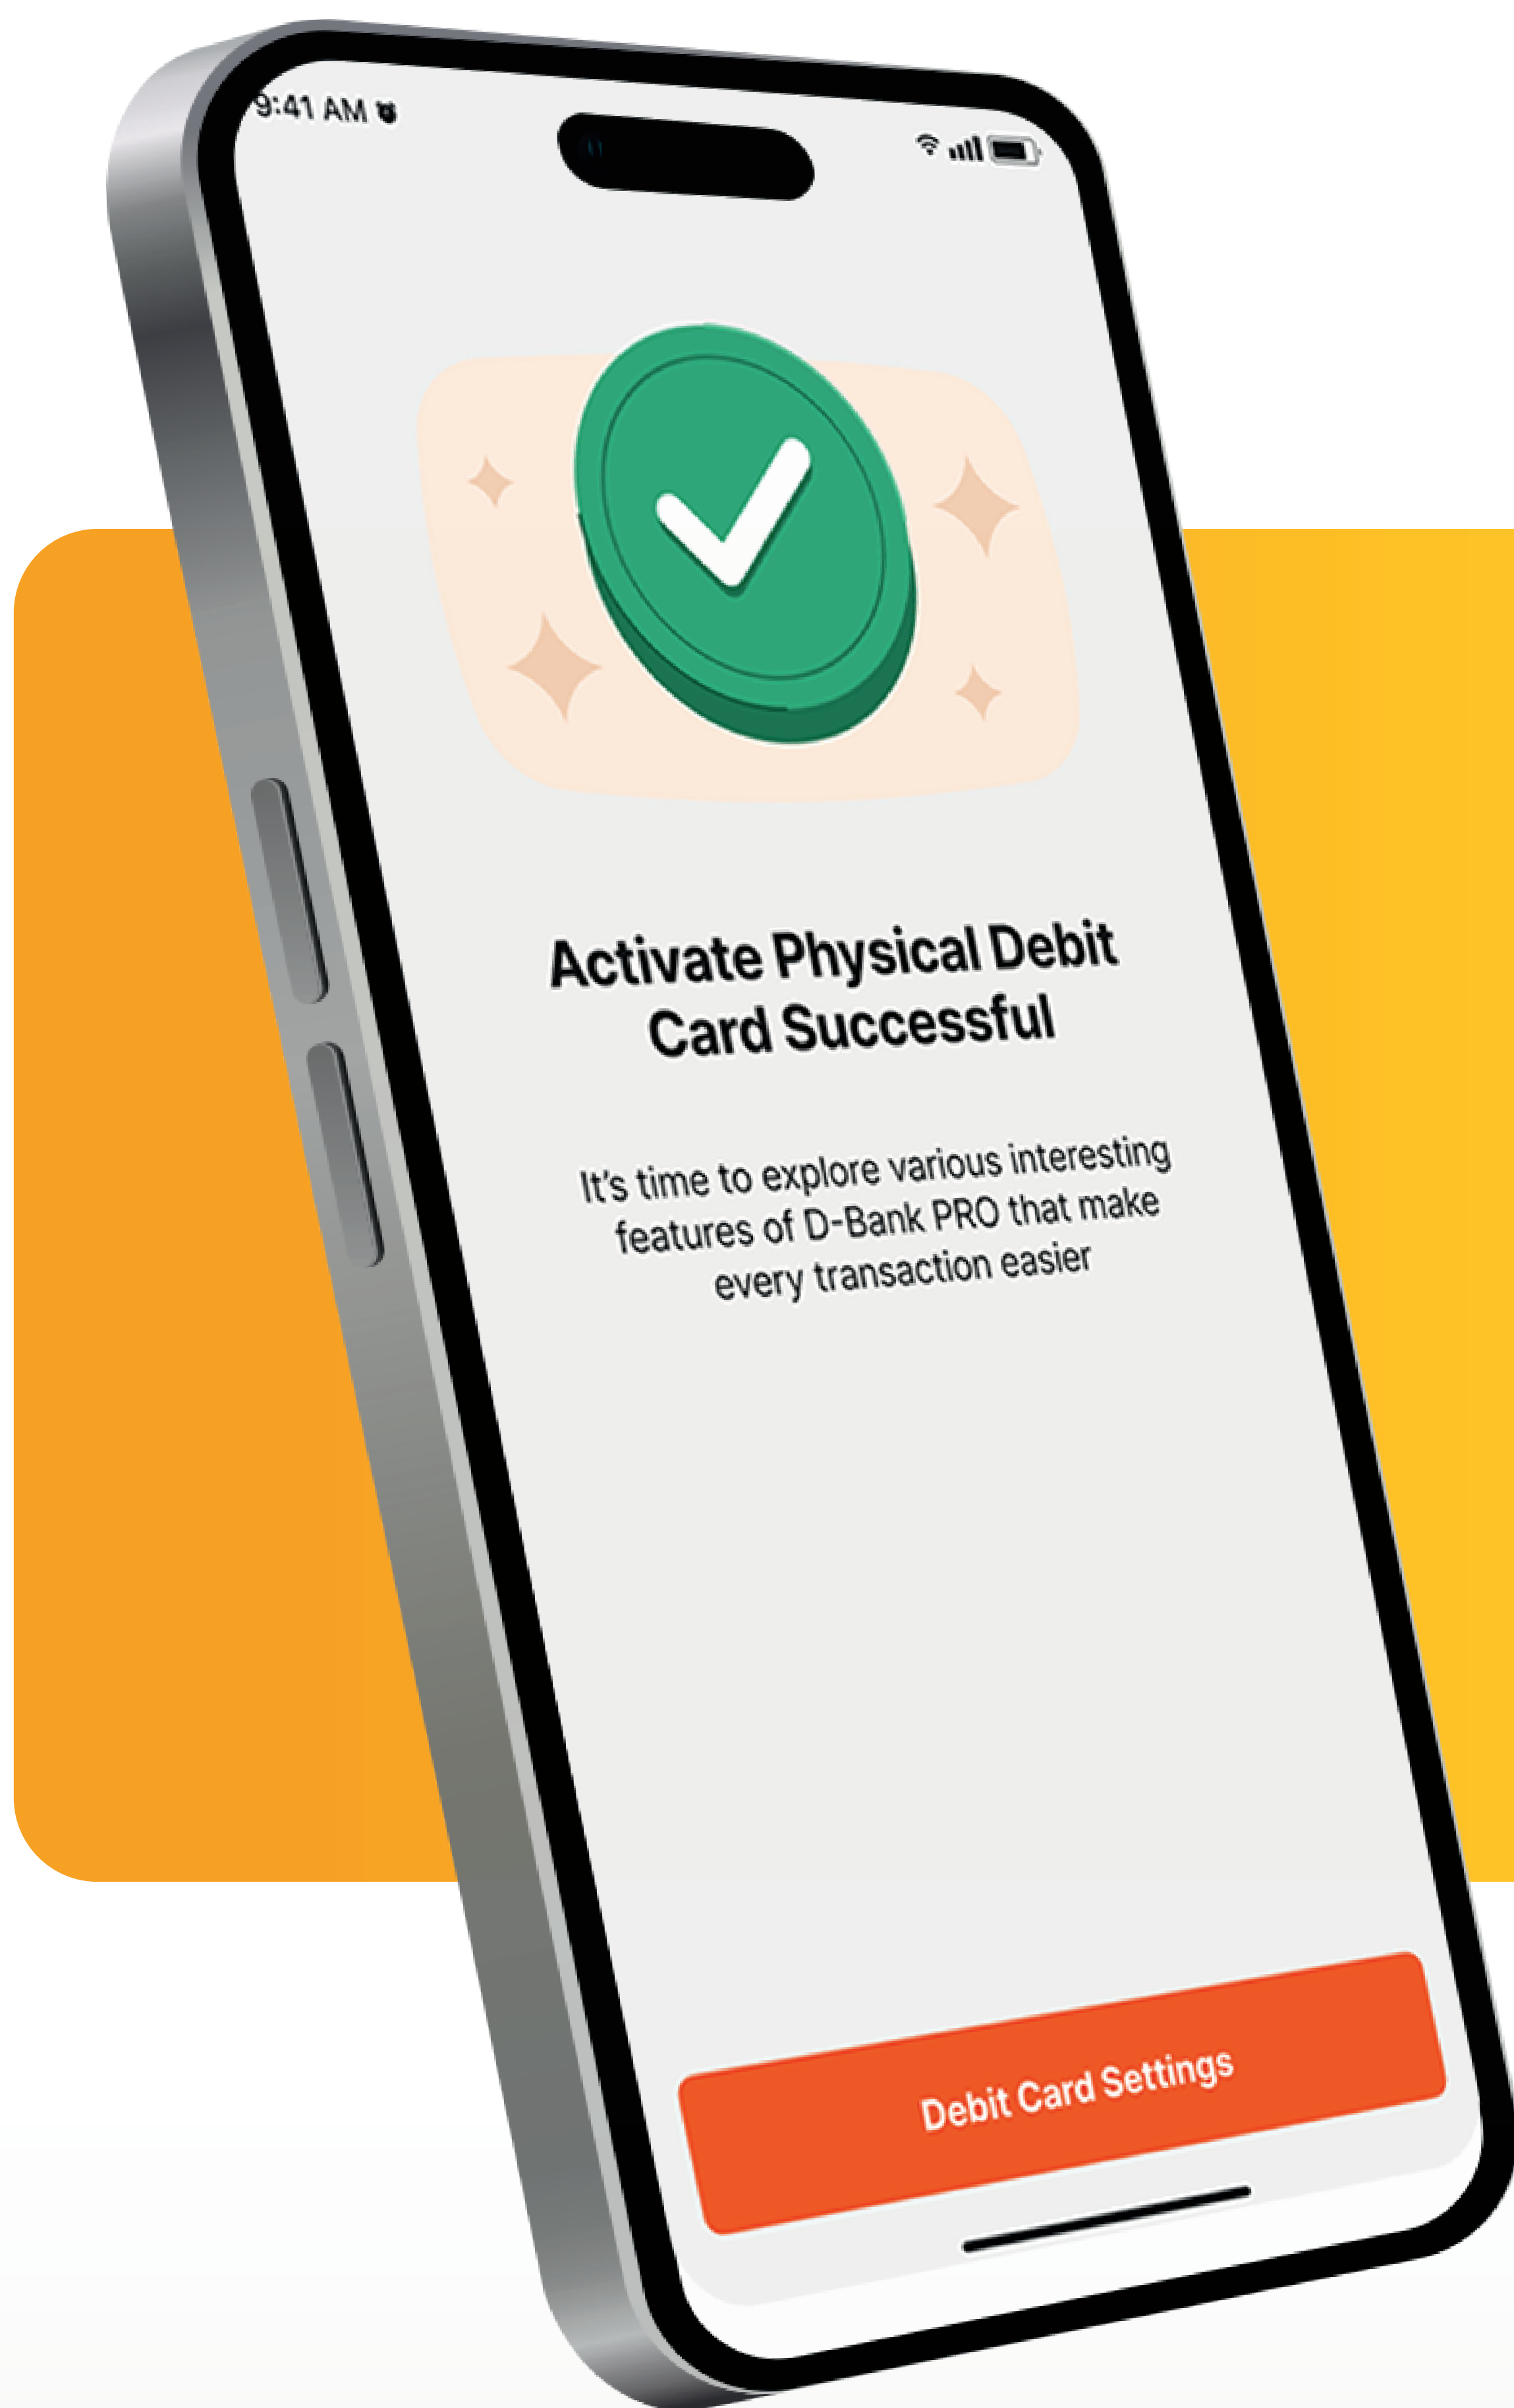 9:41 AM
Activate Physical Debit
Card Successful
It's time to explore various interesting
features of D-Bank PRO that make
every transaction easier
Debit Card Settings